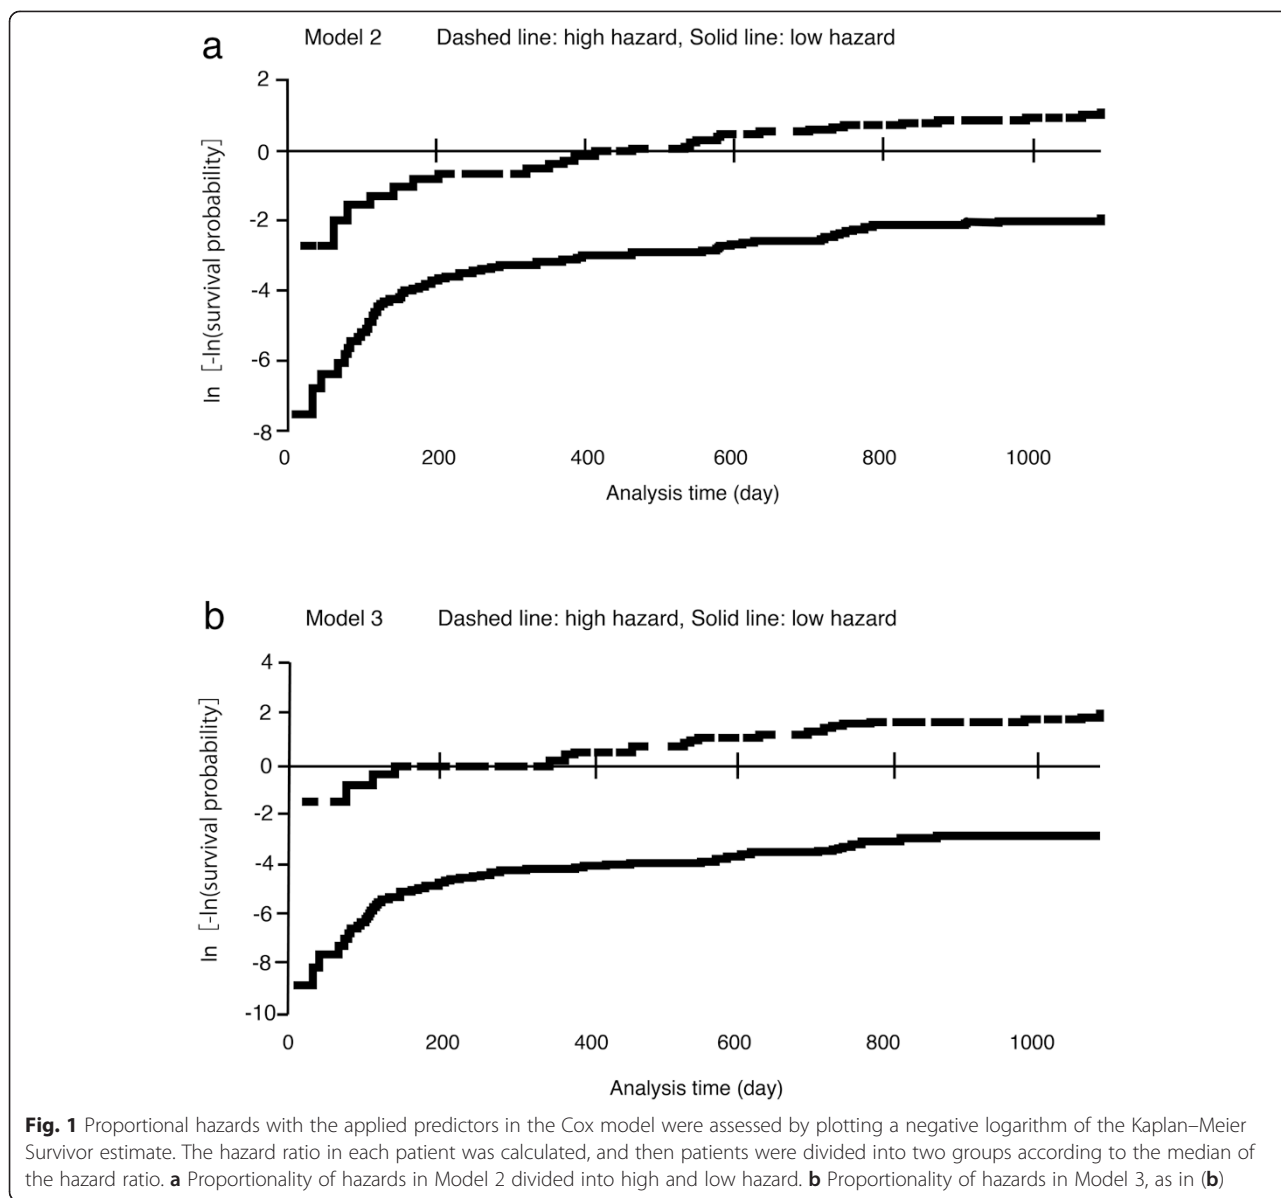 a
Model 2 Dashed line: high hazard, Solid line: low hazard
ln [-ln(survival probability]
2
0
-2
-4
-6
-8
0 200 400 600 800 1000
Analysis time (day)
b
Model 3 Dashed line: high hazard, Solid line: low hazard
ln [-ln(survival probability]
4
2
0
-2
-4
-6
-8
-10
0 200 400 600 800 1000
Analysis time (day)
Fig. 1 Proportional hazards with the applied predictors in the Cox model were assessed by plotting a negative logarithm of the Kaplan–Meier
Survivor estimate. The hazard ratio in each patient was calculated, and then patients were divided into two groups according to the median of
the hazard ratio. a Proportionality of hazards in Model 2 divided into high and low hazard. b Proportionality of hazards in Model 3, as in (b)